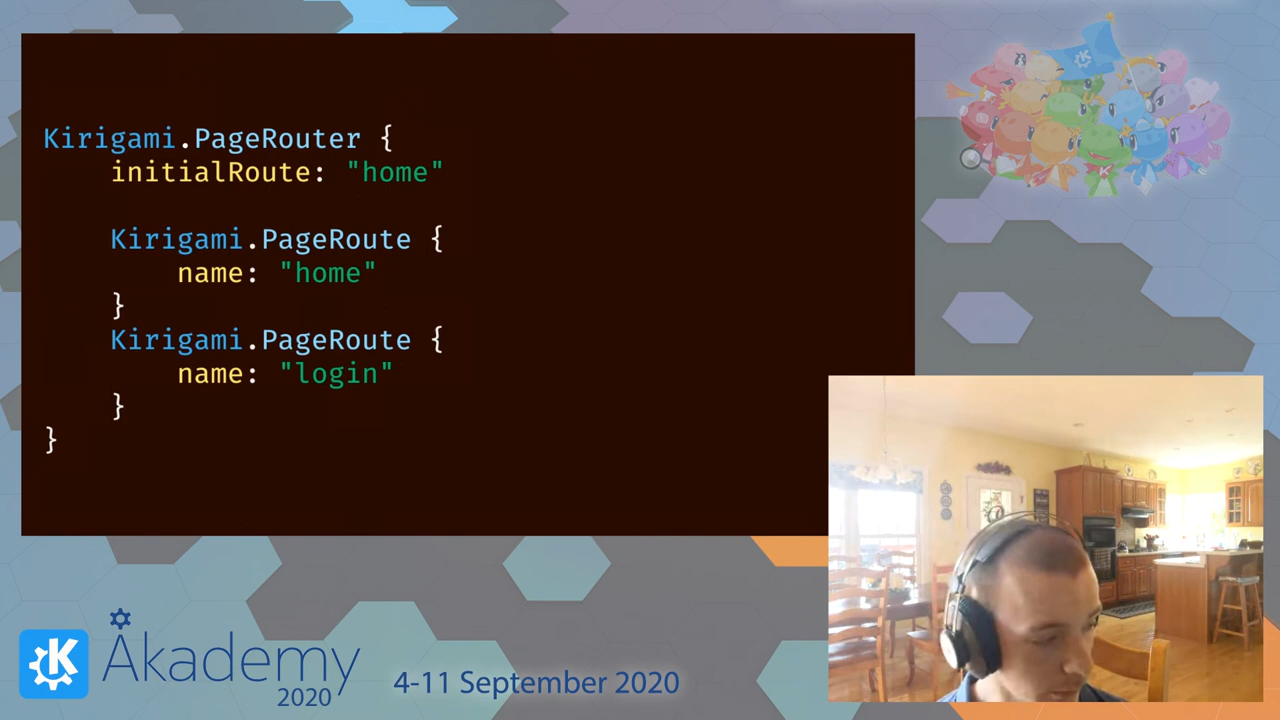 Kirigami.PageRouter {
initialRoute: "home"
Kirigami.PageRoute {
name: "home"
}
Kirigami.PageRoute {
name: "login"
}
}
K
K
Akademy
2020
4-11 September 2020